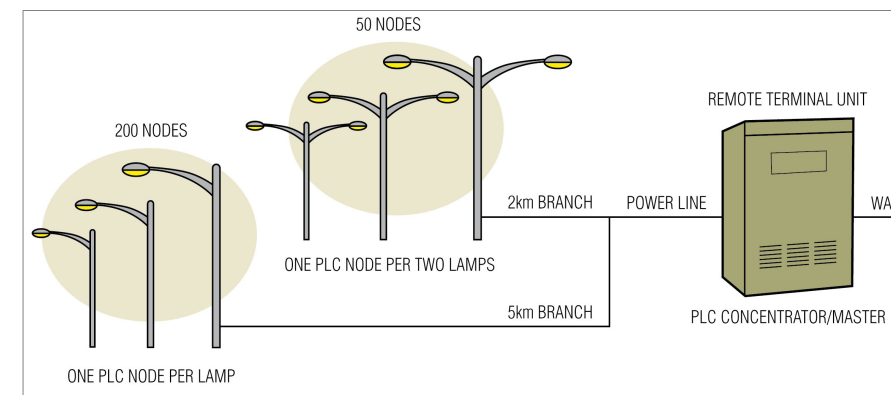 50 NODES
200 NODES
REMOTE TERMINAL UNIT
2km BRANCH
POWER LINE
WA
ONE PLC NODE PER TWO LAMPS
5km BRANCH
PLC CONCENTRATOR/MASTER
ONE PLC NODE PER LAMP